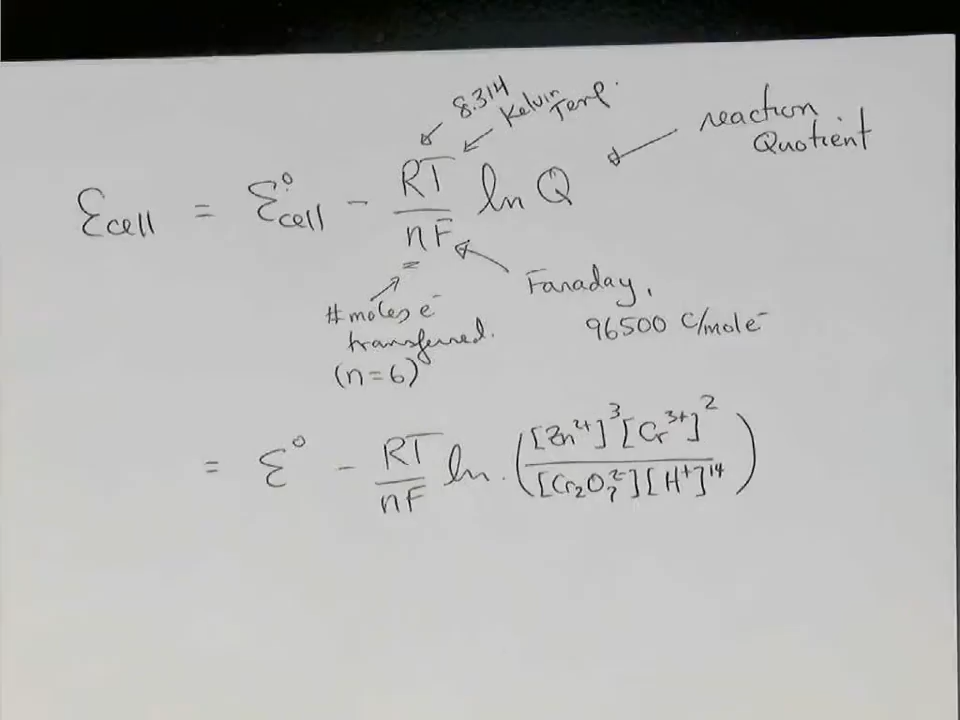 8.314
Kelvin Temp.
reaction Quotient
Ɛcell = Ɛ°cell - RT/nF ln Q
Faraday,
96500 C/mole⁻
#moles e⁻
transferred.
(n=6)
= Ɛ° - RT/nF ln. ([Zn²⁺]³[Cr³⁺]² / [Cr₂O₇²⁻][H⁺]¹⁴)